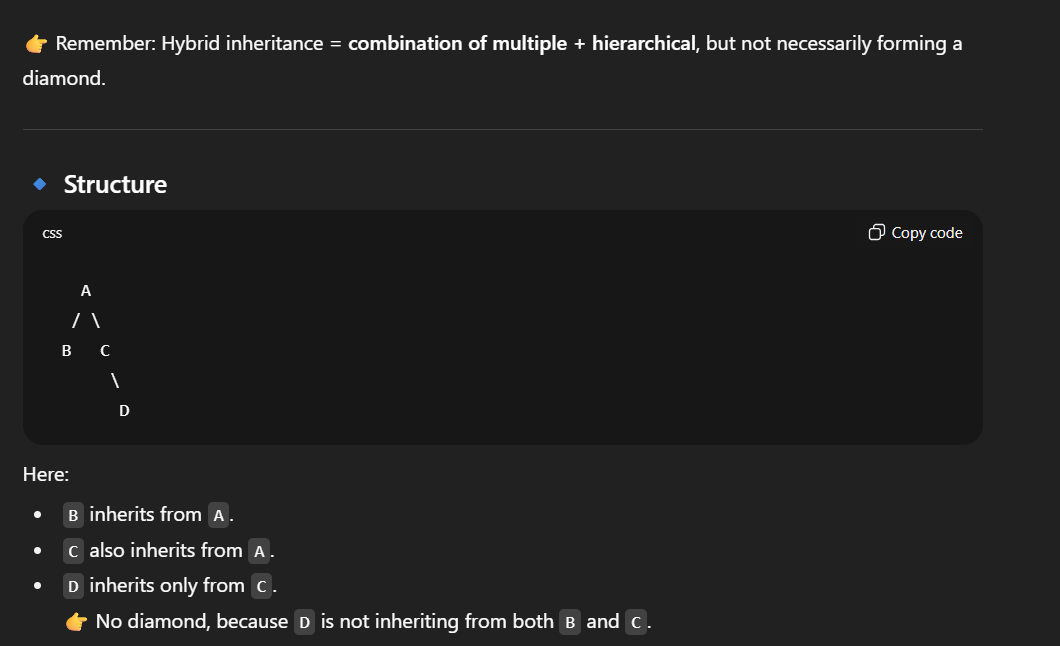 👉 Remember: Hybrid inheritance = combination of multiple + hierarchical, but not necessarily forming a
diamond.
🔹 Structure
css
Copy code
A
/ \
B C
\
D
Here:
• B inherits from A.
• C also inherits from A.
• D inherits only from C.
👉 No diamond, because D is not inheriting from both B and C.